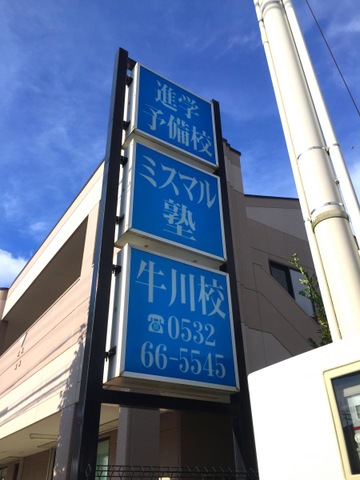 進学
予備校
ミスマル
塾
牛川校
☎0532
66-5545